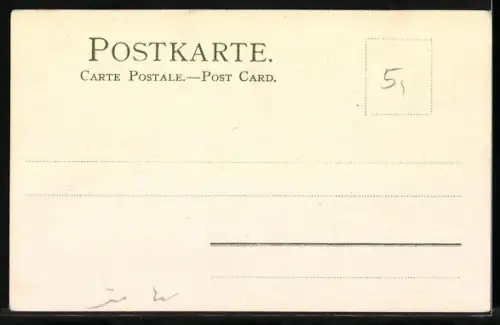 POSTKARTE.
CARTE POSTALE.—POST CARD.
5,